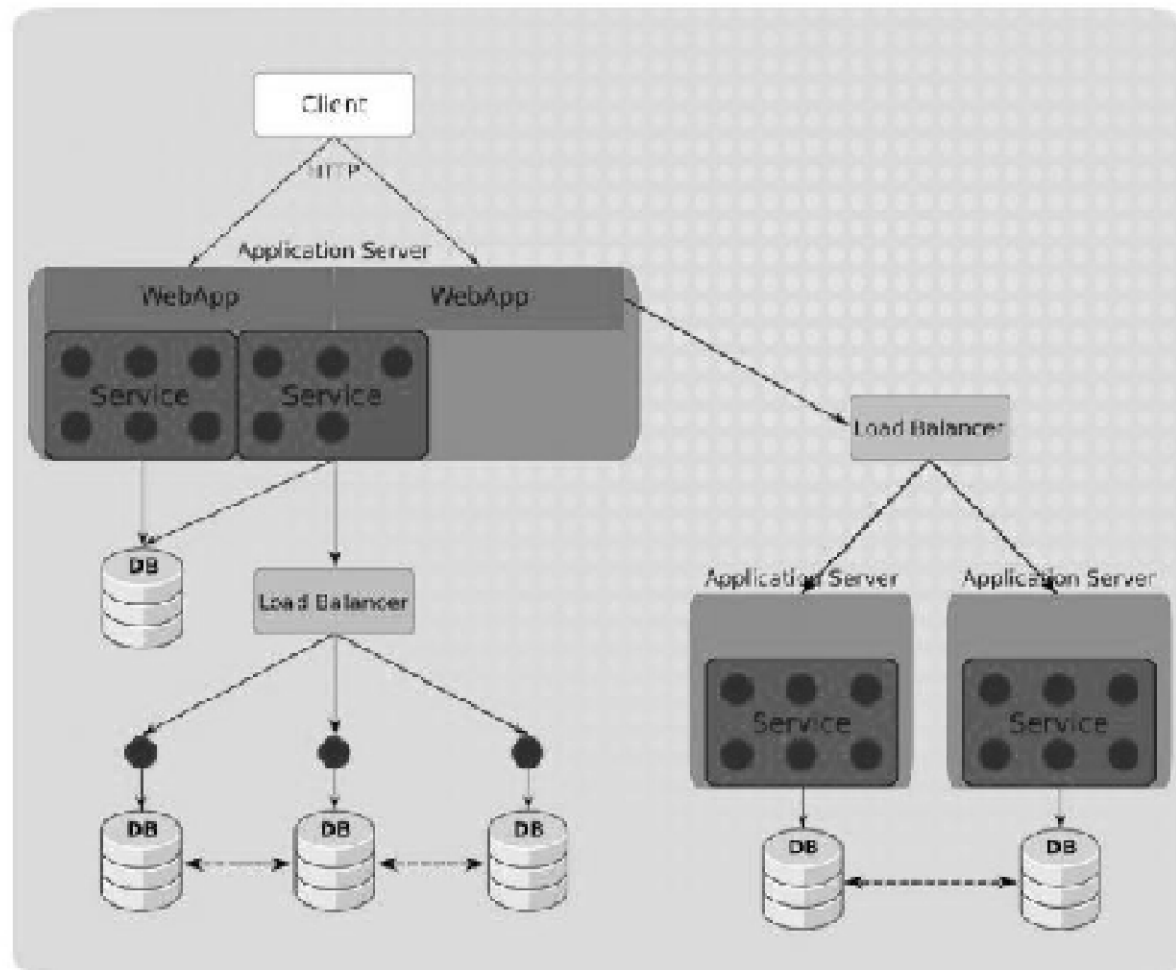 Client
HTTP
Application Server
WebApp WebApp
Service Service
Load Balancer
DB
Load Balancer
Application Server Application Server
Service Service
DB DB DB
DB DB